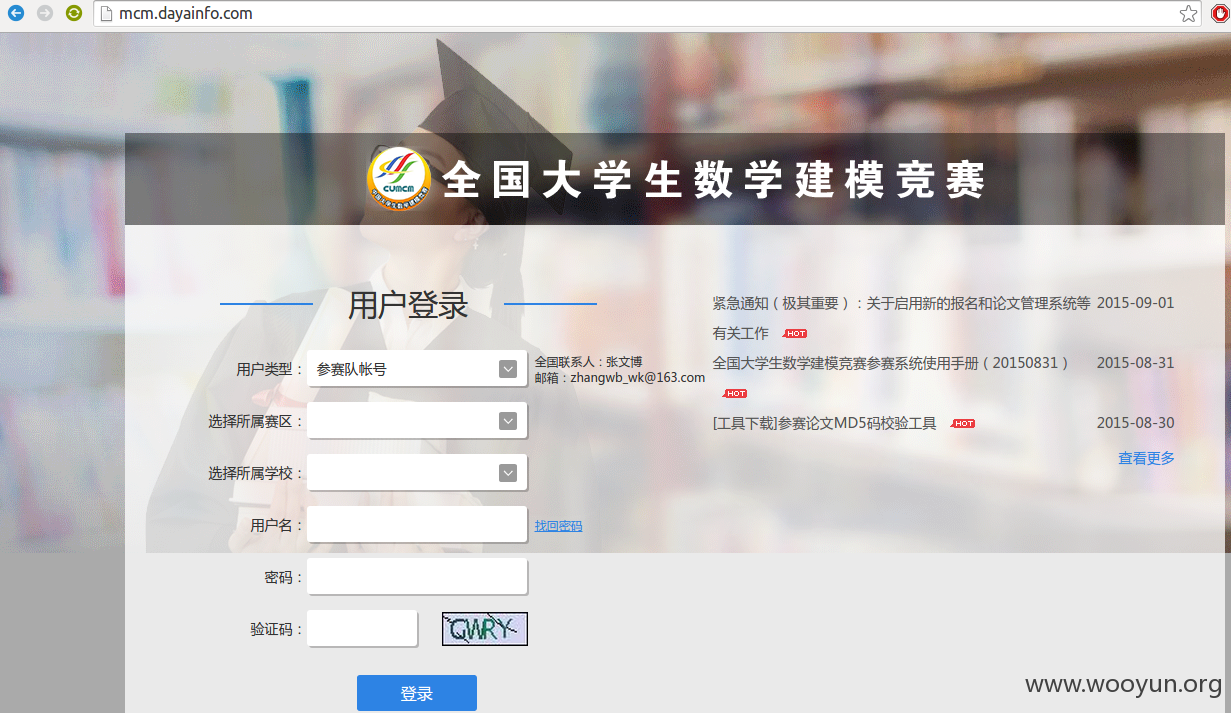 mcm.dayainfo.com
CUMCM
全国大学生数学建模竞赛
用户登录
用户类型：
参赛队帐号
全国联系人：张文博
邮箱：zhangwb_wk@163.com
选择所属赛区：
选择所属学校：
用户名：
找回密码
密码：
验证码：
GWRY
登录
紧急通知（极其重要）：关于启用新的报名和论文管理系统等 2015-09-01
有关工作 HOT
全国大学生数学建模竞赛参赛系统使用手册（20150831） 2015-08-31
HOT
[工具下载]参赛论文MD5码校验工具 HOT 2015-08-30
查看更多
www.wooyun.org